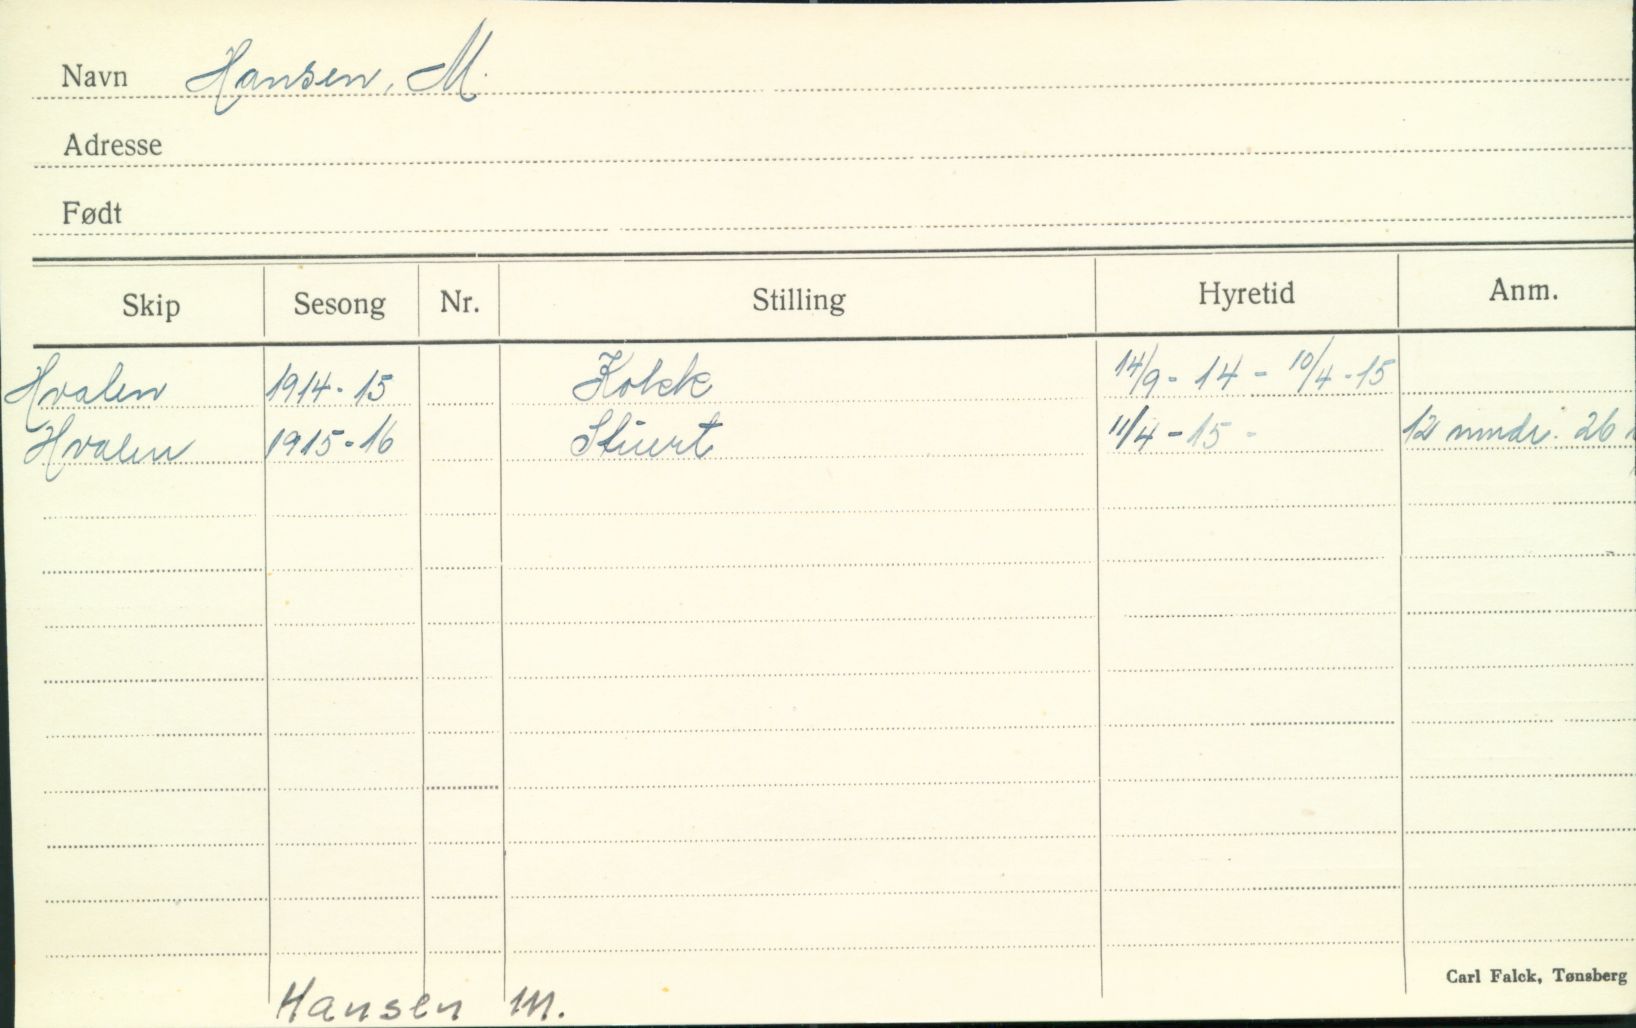 Navn Hansen, M.
Adresse
Født
Skip Sesong Nr. Stilling Hyretid Anm.
Hvalen 1914-15 Kokk 14/9-14 - 10/4-15
Hvalen 1915-16 Stuert 11/4-15- 12 mndr. 26
Carl Falck, Tønsberg
Hansen M.